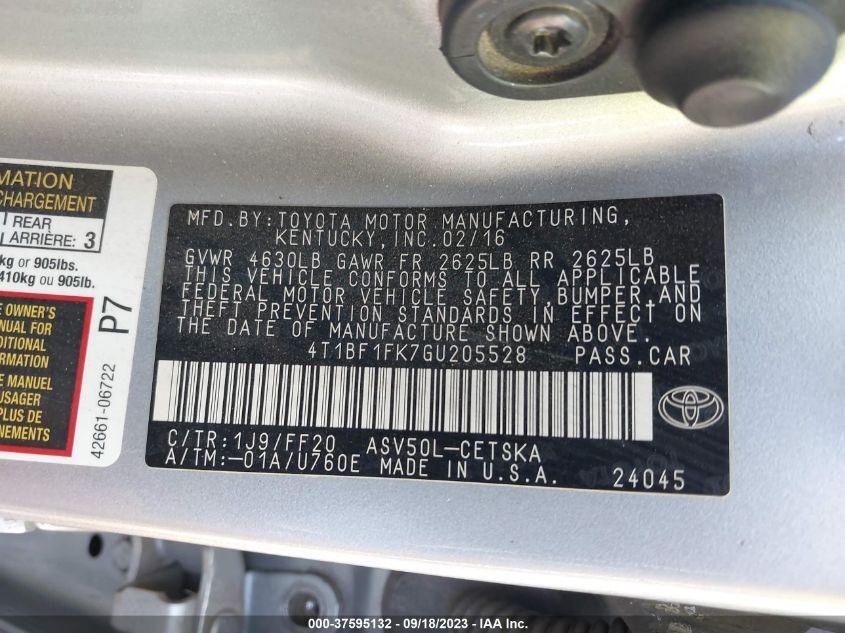 MATION
CHARGEMENT
REAR
ARRIÈRE: 3
kg or 905lbs.
410kg ou 905lb.
E OWNER'S
ANUAL FOR
DITIONAL
ORMATION
E MANUEL
USAGER
PLUS DE
NEMENTS
P7
42661-06722
MFD.BY:TOYOTA MOTOR MANUFACTURING,
KENTUCKY,INC.02/16
GVWR 4630LB GAWR FR 2625LB RR 2625LB
THIS VEHICLE CONFORMS TO ALL APPLICABLE
FEDERAL MOTOR VEHICLE SAFETY,BUMPER,AND
THEFT PREVENTION STANDARDS IN EFFECT ON
THE DATE OF MANUFACTURE SHOWN ABOVE.
4T1BF1FK7GU205528 PASS.CAR
C/TR:1J9/FF20 ASV50L-CETSKA
A/TM:-01A/U760E MADE IN U.S.A.
24045
000-37595132 - 09/18/2023 - IAA Inc.